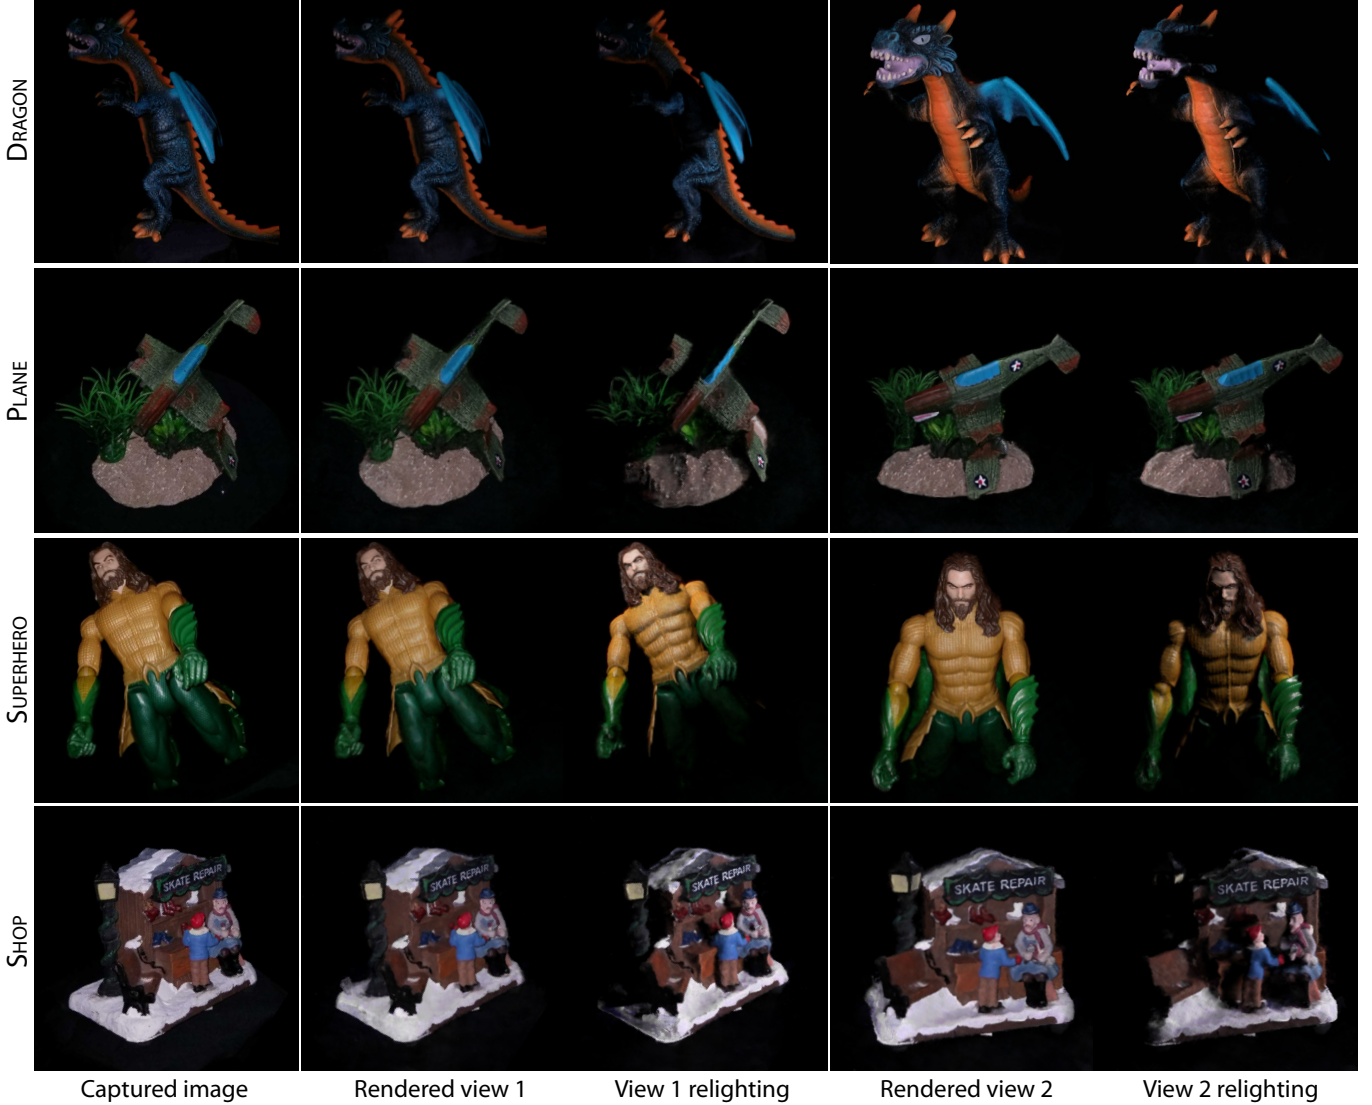 DRAGON
PLANE
SUPERHERO
SHOP
SKATE REPAIR
SKATE REPAIR
SKATE REPAIR
SKATE REPAIR
SKATE REPAIR
Captured image
Rendered view 1
View 1 relighting
Rendered view 2
View 2 relighting